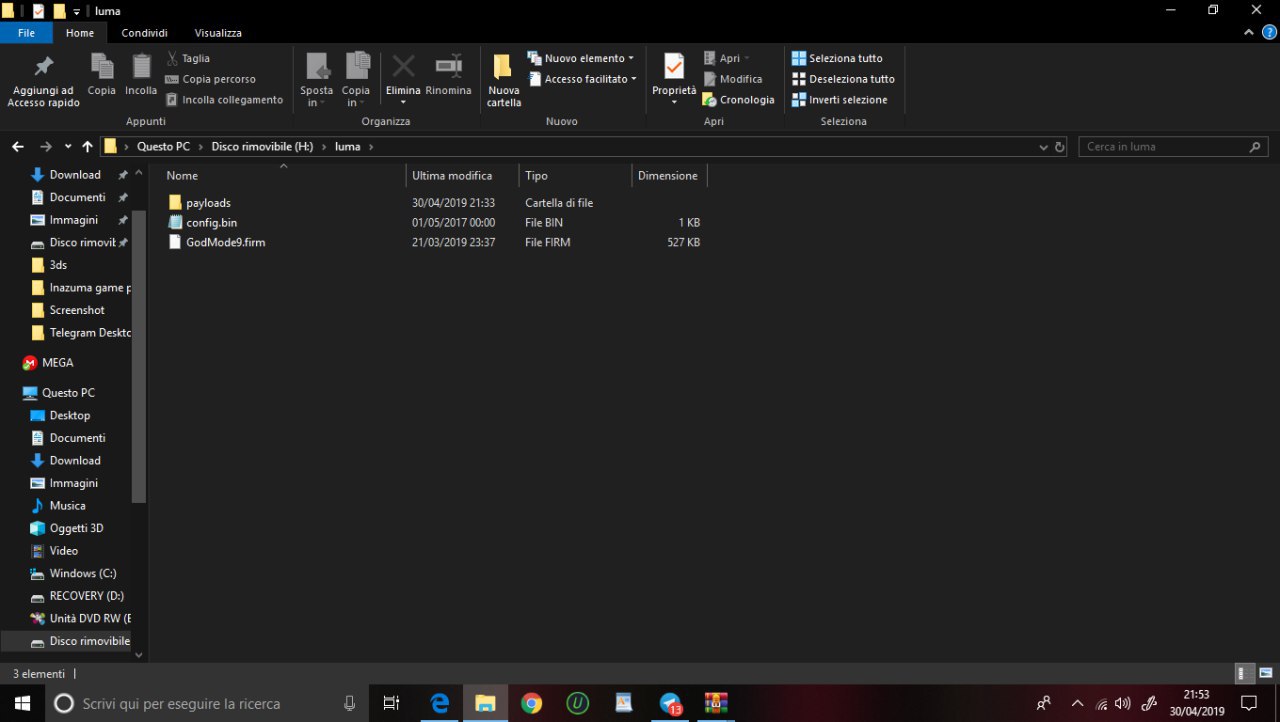 luma
File Home Condividi Visualizza
Aggiungi ad Accesso rapido
Copia
Incolla
Taglia
Copia percorso
Incolla collegamento
Appunti
Sposta in
Copia in
Elimina
Rinomina
Organizza
Nuova cartella
Nuovo elemento
Accesso facilitato
Nuovo
Proprietà
Apri
Modifica
Cronologia
Apri
Seleziona tutto
Deseleziona tutto
Inverti selezione
Seleziona
Questo PC › Disco rimovibile (H:) › luma ›
Cerca in luma
Download
Documenti
Immagini
Disco rimovib
3ds
Inazuma game p
Screenshot
Telegram Deskto
MEGA
Questo PC
Desktop
Documenti
Download
Immagini
Musica
Oggetti 3D
Video
Windows (C:)
RECOVERY (D:)
Unità DVD RW (E
Disco rimovibile
Nome Ultima modifica Tipo Dimensione
payloads 30/04/2019 21:33 Cartella di file
config.bin 01/05/2017 00:00 File BIN 1 KB
GodMode9.firm 21/03/2019 23:37 File FIRM 527 KB
3 elementi
Scrivi qui per eseguire la ricerca
13
21:53
30/04/2019